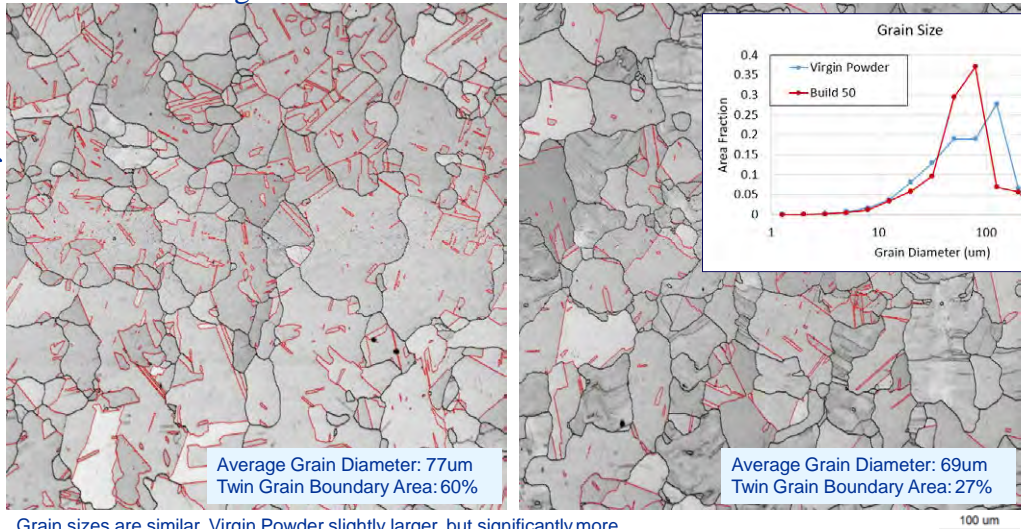 Grain Size
Virgin Powder
Build 50
0.4
0.35
0.3
0.25
0.2
0.15
0.1
0.05
0
Area Fraction
1
10
100
Grain Diameter (um)
Average Grain Diameter: 77um
Twin Grain Boundary Area: 60%
Average Grain Diameter: 69um
Twin Grain Boundary Area: 27%
Grain sizes are similar, Virgin Powder slightly larger, but significantly more
100 um